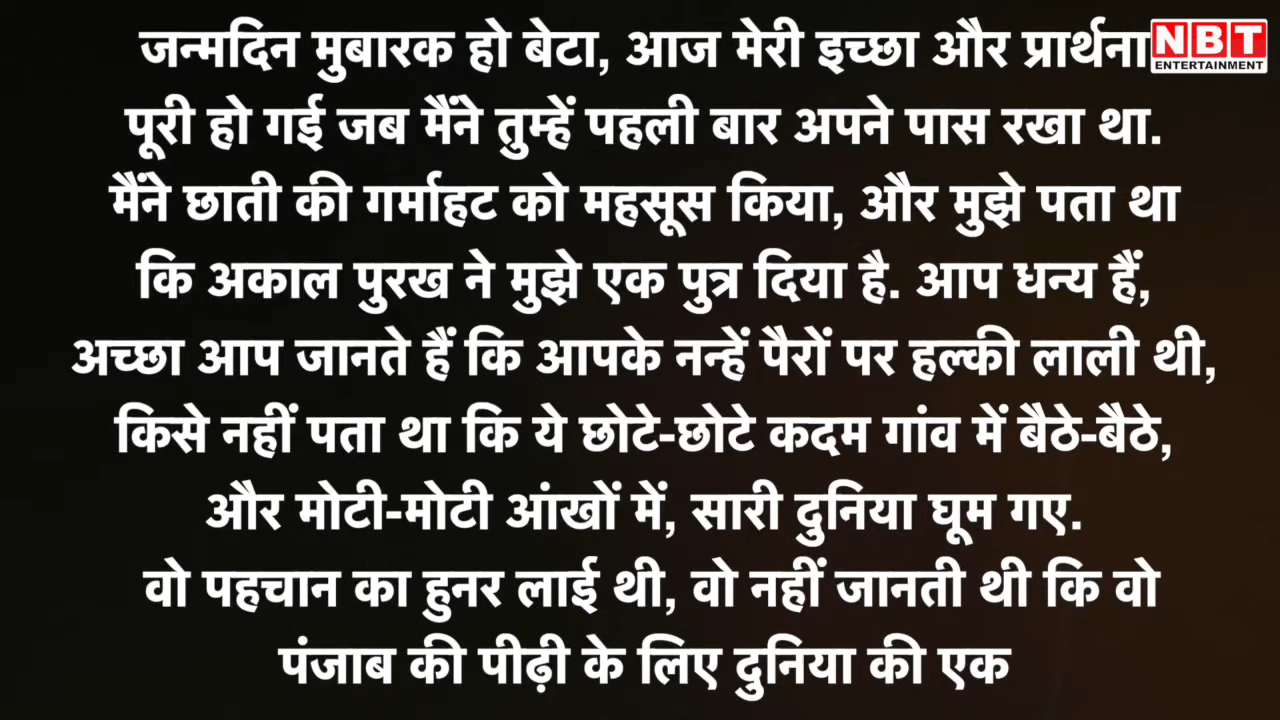 जन्मदिन मुबारक हो बेटा, आज मेरी इच्छा और प्रार्थना
NBT
ENTERTAINMENT
पूरी हो गई जब मैंने तुम्हें पहली बार अपने पास रखा था.
मैंने छाती की गर्माहट को महसूस किया, और मुझे पता था
कि अकाल पुरख ने मुझे एक पुत्र दिया है. आप धन्य हैं,
अच्छा आप जानते हैं कि आपके नन्हें पैरों पर हल्की लाली थी,
किसे नहीं पता था कि ये छोटे-छोटे कदम गांव में बैठे-बैठे,
और मोटी-मोटी आंखों में, सारी दुनिया घूम गए.
वो पहचान का हुनर लाई थी, वो नहीं जानती थी कि वो
पंजाब की पीढ़ी के लिए दुनिया की एक